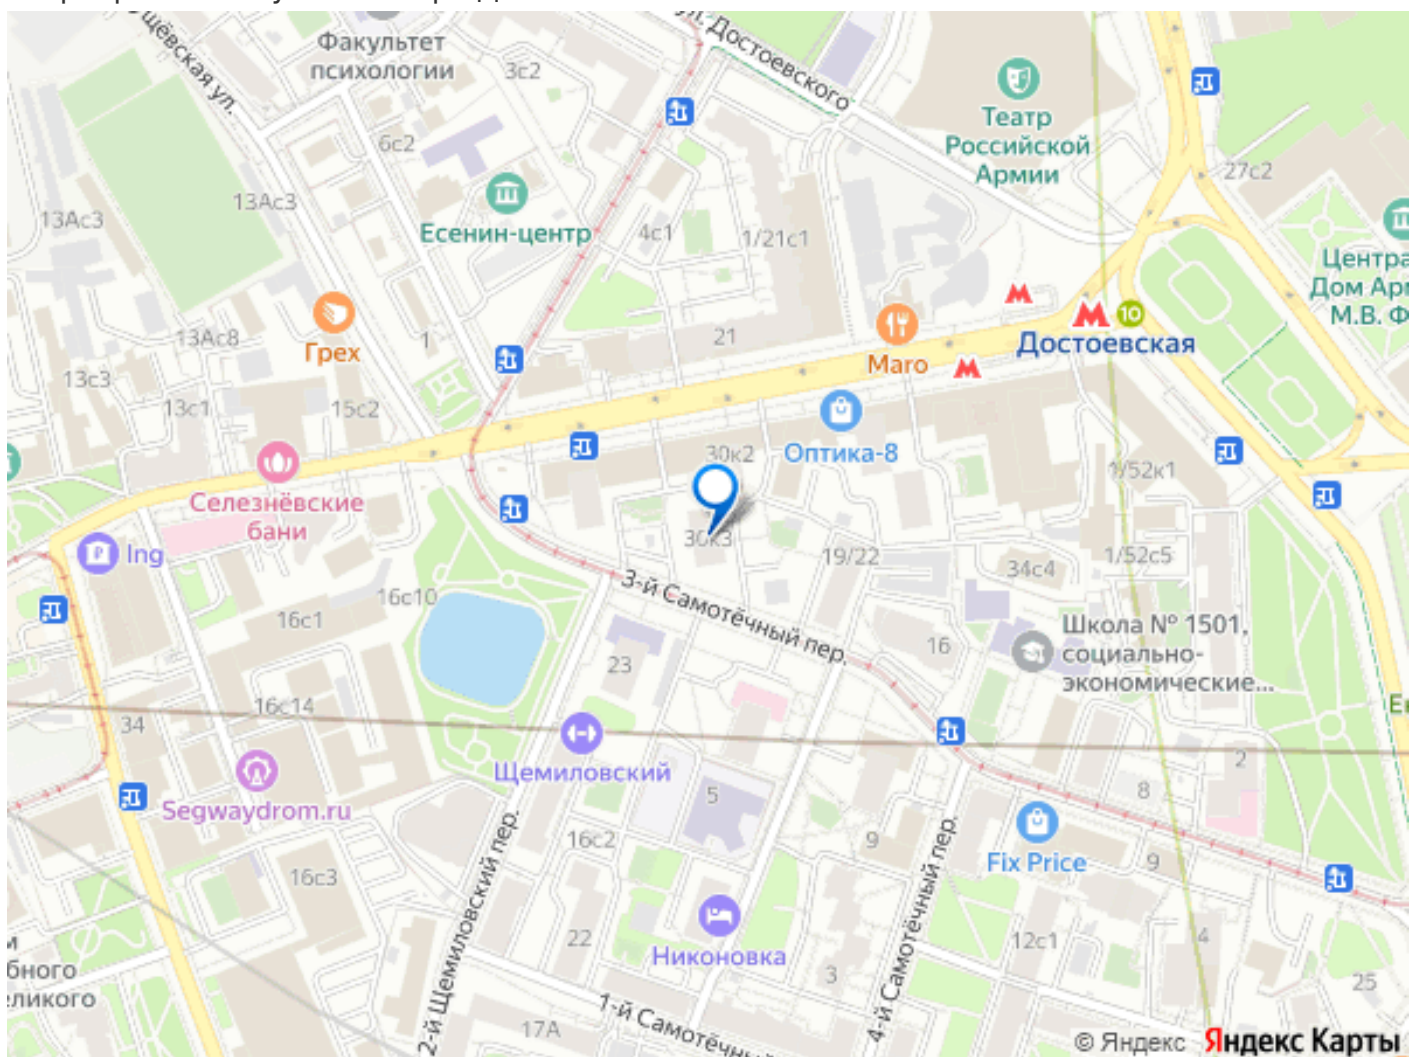 ул. Достоевского
Факультет
психологии
3с2
6с2
Театр
Российской
Армии
27с2
13Ас3
13Ас3
Есенин-центр
4с1
1/21с1
Центра
Дом Арм
М.В. Ф
10
Достоевская
13Ас8
Грех
1
21
Maro
13с3
13с1
15с2
30к2
Оптика-8
1/52к1
Селезнёвские
бани
Ing
30к3
19/22
34с4
1/52с5
3-й Самотёчный пер.
16с10
16с1
23
16
Школа № 1501,
социально-
экономические...
16с14
34
Щемиловский
2
Segwaydrom.ru
5
8
16с2
9
Fix Price
9
16с3
2-й Щемиловский пер.
4-й Самотёчный пер.
22
Никоновка
3
12с1
4
25
м
бного
еликого
17А
1-й Самотёчный
© Яндекс Яндекс Карты